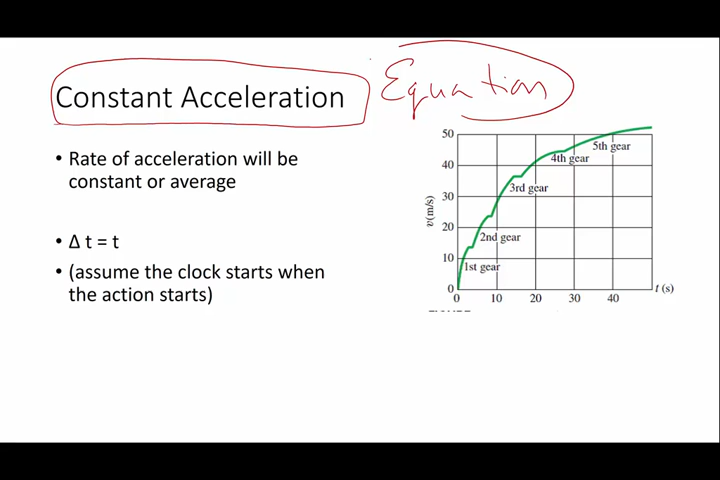 Constant Acceleration Equation
• Rate of acceleration will be
constant or average
• Δ t = t
• (assume the clock starts when
the action starts)
50
40
30
20
10
0
v(m/s)
1st gear
2nd gear
3rd gear
4th gear
5th gear
0 10 20 30 40
t (s)